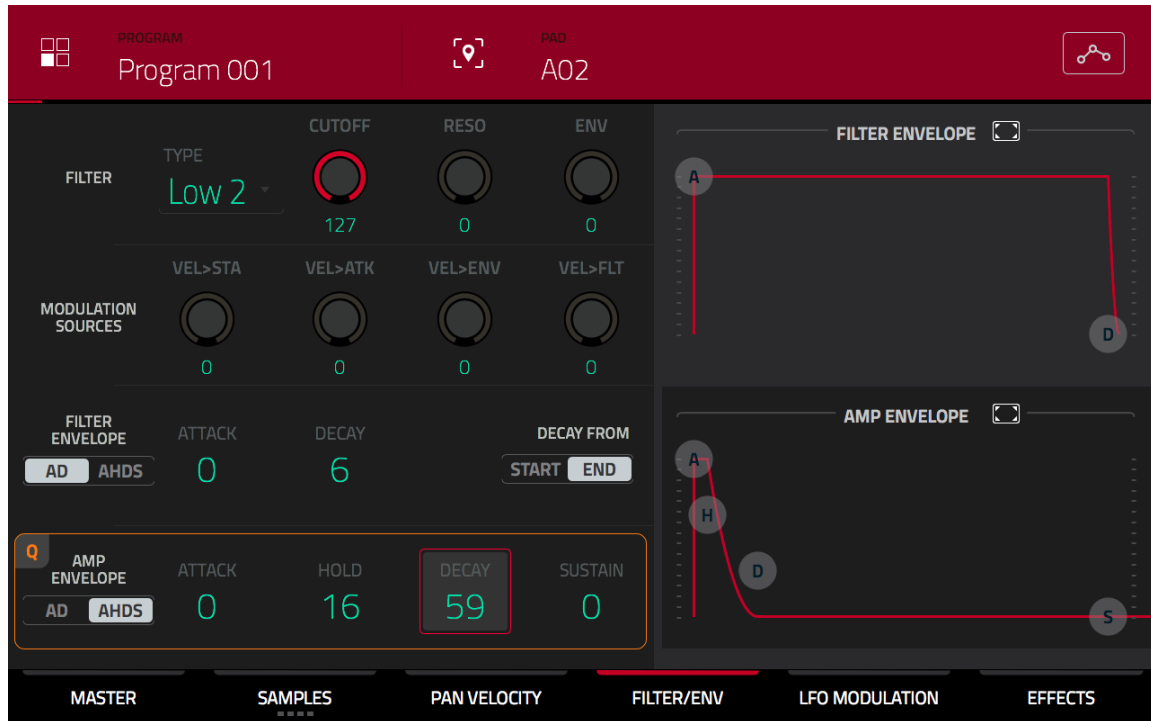 PROGRAM
Program 001
PAD
A02
CUTOFF RESO ENV
FILTER
TYPE
Low 2
127 0 0
VEL>STA VEL>ATK VEL>ENV VEL>FLT
MODULATION
SOURCES
0 0 0 0
FILTER
ENVELOPE
AD AHDS
ATTACK
0
DECAY
6
DECAY FROM
START END
Q
AMP
ENVELOPE
AD AHDS
ATTACK
0
HOLD
16
DECAY
59
SUSTAIN
0
FILTER ENVELOPE
A
D
AMP ENVELOPE
A
H
D
S
MASTER SAMPLES PAN VELOCITY FILTER/ENV LFO MODULATION EFFECTS